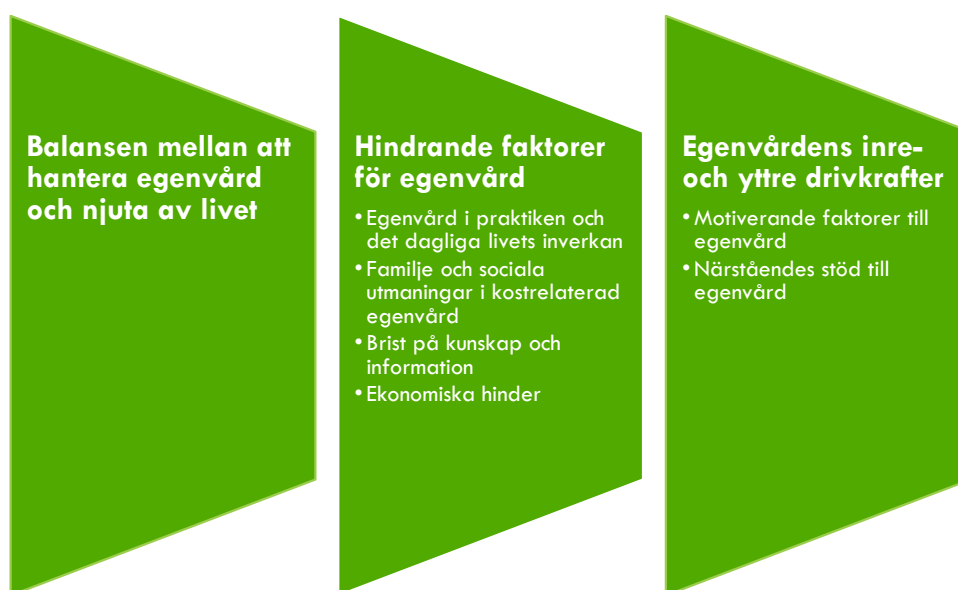 Balansen mellan att
hantera egenvård
och njuta av livet
Hindrande faktorer
för egenvård
• Egenvård i praktiken och
det dagliga livets inverkan
• Familje och sociala
utmaningar i kostrelaterad
egenvård
• Brist på kunskap och
information
• Ekonomiska hinder
Egenvårdens inre-
och yttre drivkrafter
• Motiverande faktorer till
egenvård
• Närståendes stöd till
egenvård